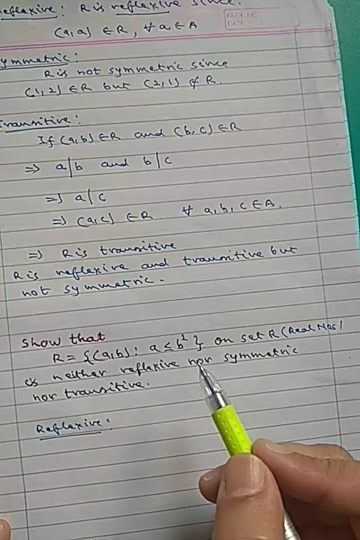 Reflexive: R is reflexive since:
(a,a) ∈ R, ∀ a ∈ A
ymmetric:
R is not symmetric since
(1,2) ∈ R but (2,1) ∉ R.
ransitive:
If (a,b) ∈ R and (b,c) ∈ R
⇒ a|b and b|c
⇒ a|c
⇒ (a,c) ∈ R ∀ a,b,c ∈ A.
⇒ R is transitive
R is reflexive and transitive but
not symmetric.
Show that
R = {(a,b): a ≤ b²} on set R (Real Nos)
is neither reflexive nor symmetric
nor transitive.
Reflexive: